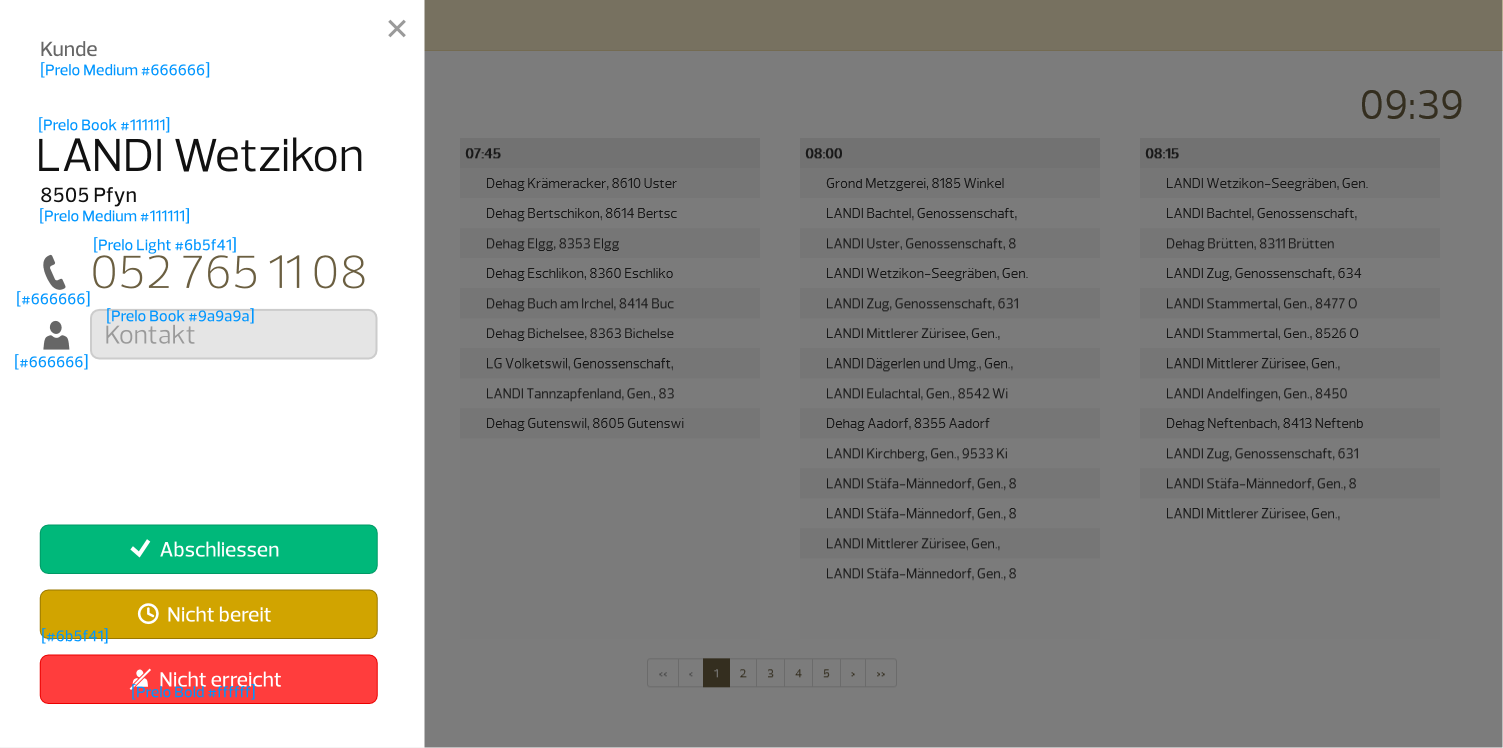 Kunde
[Prelo Medium #666666]
[Prelo Book #111111]
LANDI Wetzikon
8505 Pfyn
[Prelo Medium #111111]
[Prelo Light #6b5f41]
052 765 11 08
[#666666]
[Prelo Book #9a9a9a]
Kontakt
[#666666]
Abschliessen
Nicht bereit
[#6b5f41]
Nicht erreicht
[Prelo Bold #ffffff]
09:39
07:45
Dehag Krämeracker, 8610 Uster
Dehag Bertschikon, 8614 Bertsc
Dehag Elgg, 8353 Elgg
Dehag Eschlikon, 8360 Eschliko
Dehag Buch am Irchel, 8414 Buc
Dehag Bichelsee, 8363 Bichelse
LG Volketswil, Genossenschaft,
LANDI Tannzapfenland, Gen., 83
Dehag Gutenswil, 8605 Gutenswi
08:00
Grond Metzgerei, 8185 Winkel
LANDI Bachtel, Genossenschaft,
LANDI Uster, Genossenschaft, 8
LANDI Wetzikon-Seegräben, Gen.
LANDI Zug, Genossenschaft, 631
LANDI Mittlerer Zürisee, Gen.,
LANDI Dägerlen und Umg., Gen.,
LANDI Eulachtal, Gen., 8542 Wi
Dehag Aadorf, 8355 Aadorf
LANDI Kirchberg, Gen., 9533 Ki
LANDI Stäfa-Männedorf, Gen., 8
LANDI Stäfa-Männedorf, Gen., 8
LANDI Mittlerer Zürisee, Gen.,
LANDI Stäfa-Männedorf, Gen., 8
08:15
LANDI Wetzikon-Seegräben, Gen.
LANDI Bachtel, Genossenschaft,
Dehag Brütten, 8311 Brütten
LANDI Zug, Genossenschaft, 634
LANDI Stammertal, Gen., 8477 O
LANDI Stammertal, Gen., 8526 O
LANDI Mittlerer Zürisee, Gen.,
LANDI Andelfingen, Gen., 8450
Dehag Neftenbach, 8413 Neftenb
LANDI Zug, Genossenschaft, 631
LANDI Stäfa-Männedorf, Gen., 8
LANDI Mittlerer Zürisee, Gen.,
‹‹ ‹ 1 2 3 4 5 › ››